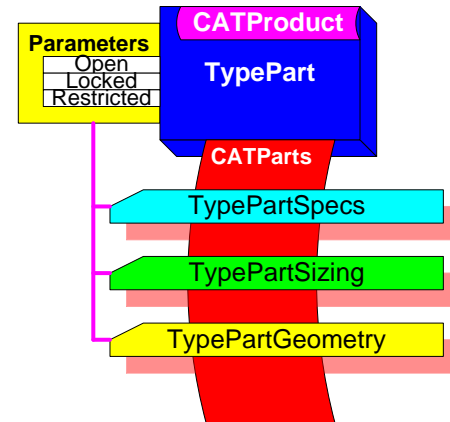 CATProduct
Parameters
Open
Locked
Restricted
TypePart
CATParts
TypePartSpecs
TypePartSizing
TypePartGeometry